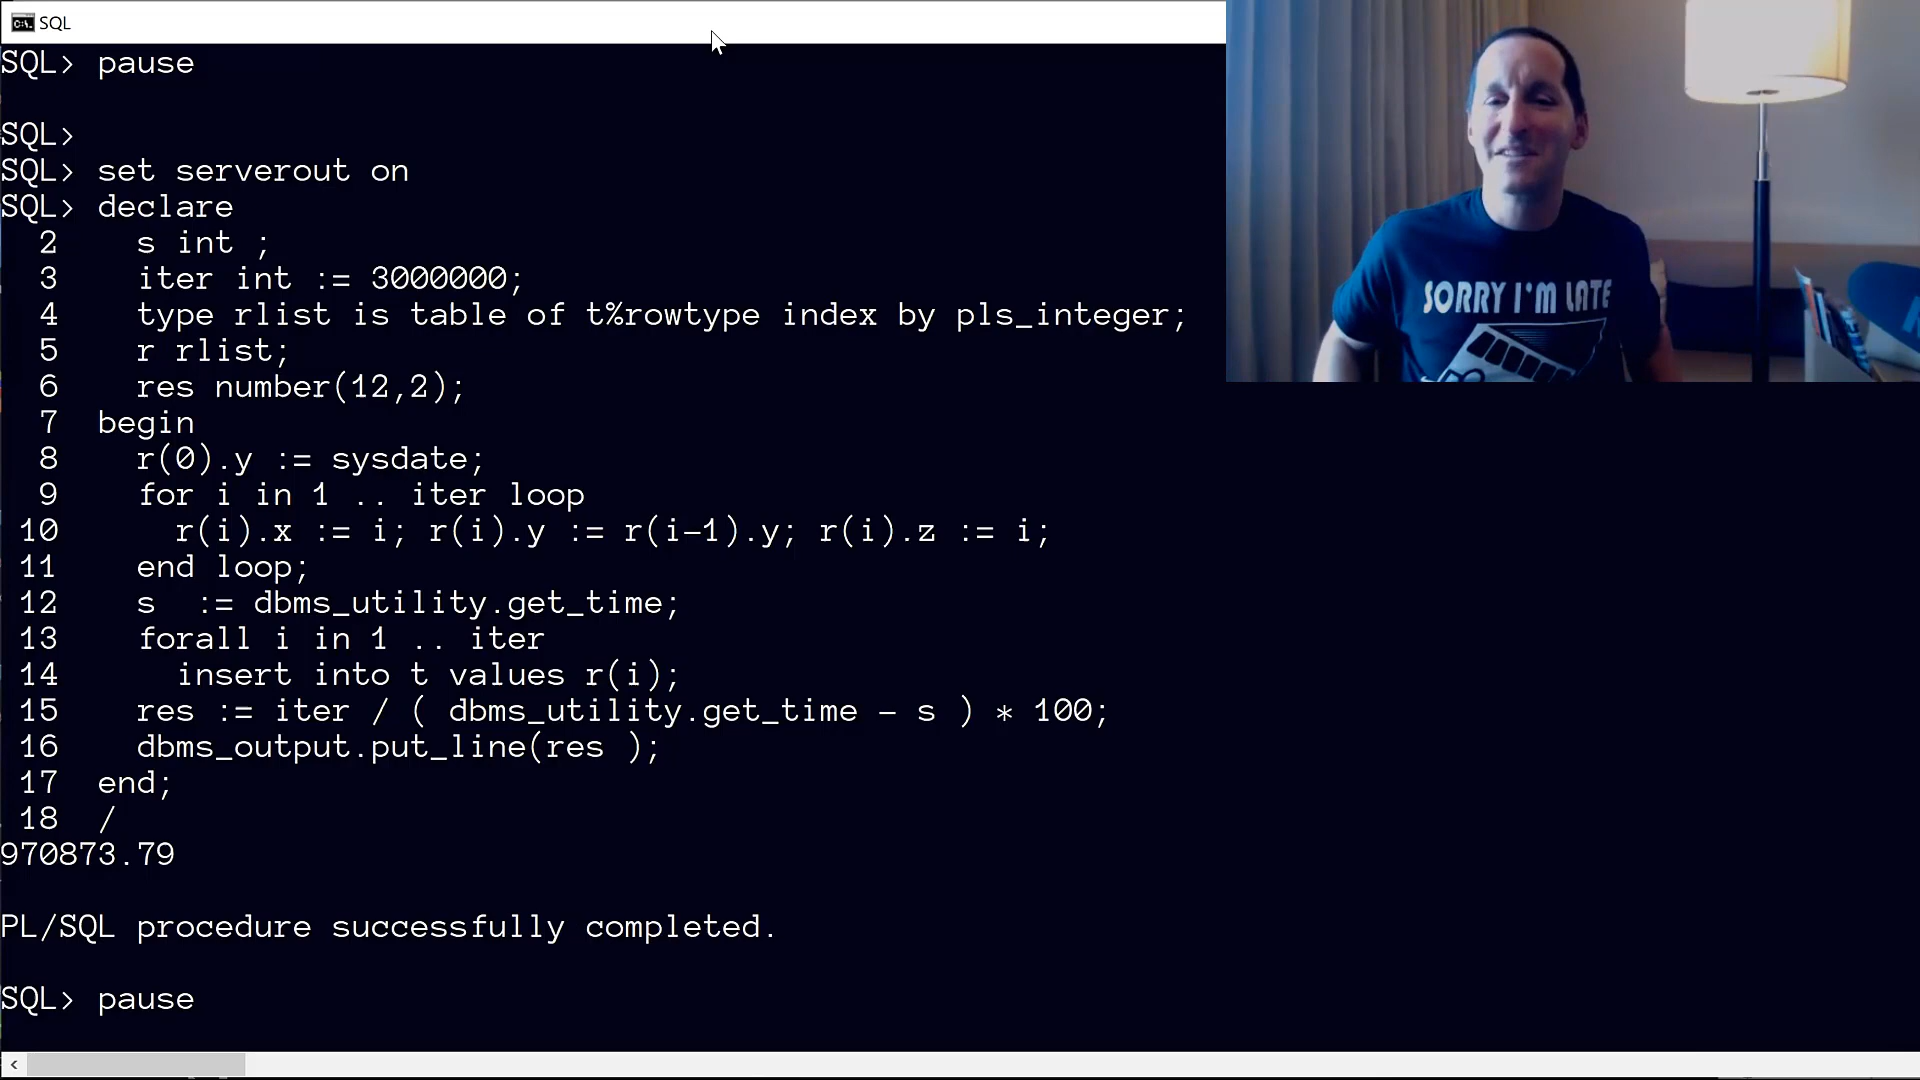 SQL
SQL> pause
SQL>
SQL> set serverout on
SQL> declare
  2    s int ;
  3    iter int := 3000000;
  4    type rlist is table of t%rowtype index by pls_integer;
  5    r rlist;
  6    res number(12,2);
  7  begin
  8    r(0).y := sysdate;
  9    for i in 1 .. iter loop
 10      r(i).x := i; r(i).y := r(i-1).y; r(i).z := i;
 11    end loop;
 12    s  := dbms_utility.get_time;
 13    forall i in 1 .. iter
 14      insert into t values r(i);
 15    res := iter / ( dbms_utility.get_time - s ) * 100;
 16    dbms_output.put_line(res );
 17  end;
 18  /
970873.79
PL/SQL procedure successfully completed.
SQL> pause
SORRY I'M LATE